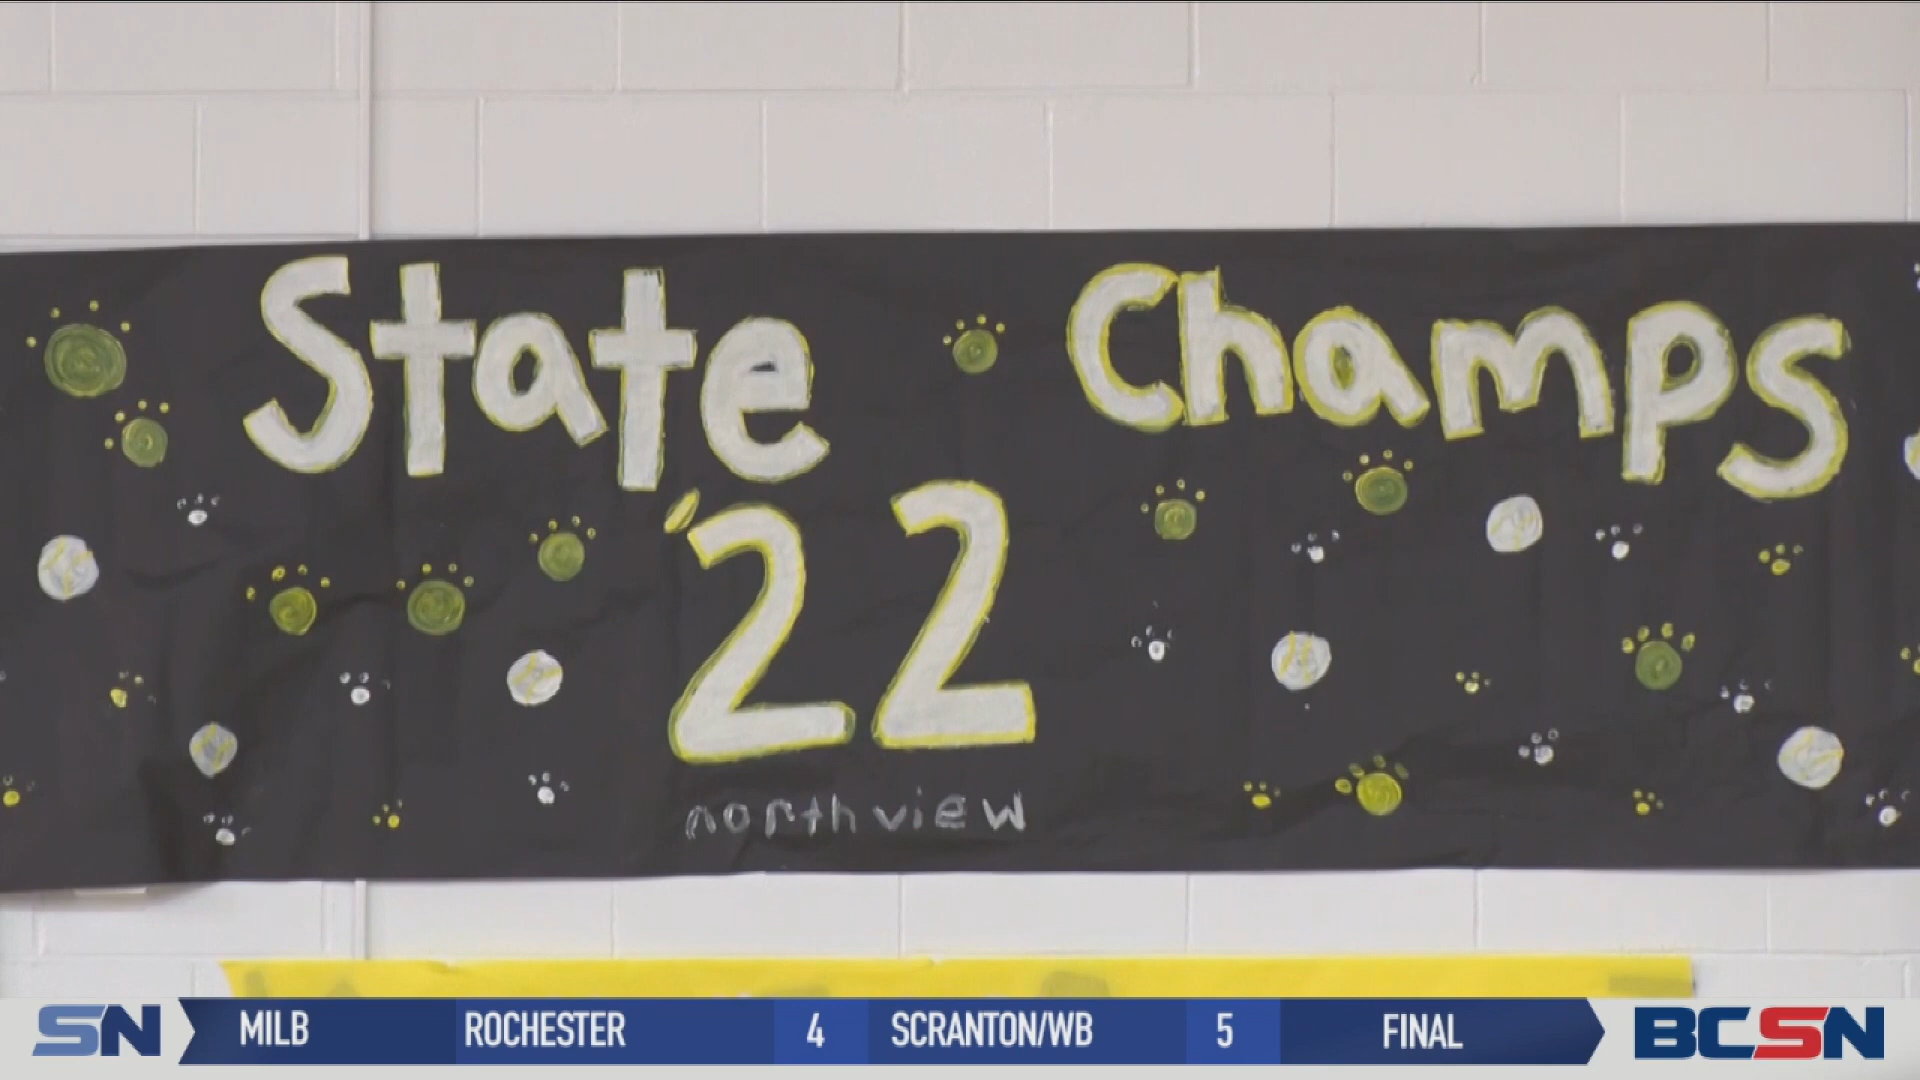 State Champs
'22
northview
SN MILB ROCHESTER 4 SCRANTON/WB 5 FINAL BCSN